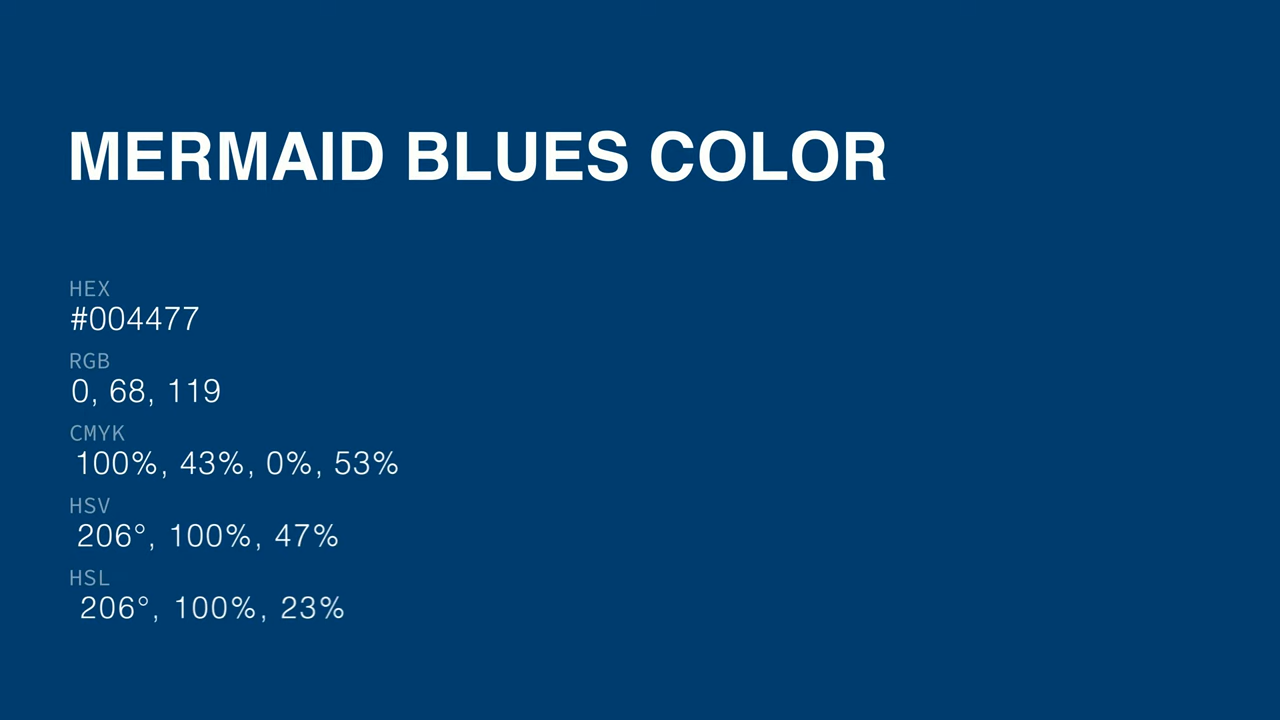 MERMAID BLUES COLOR
HEX
#004477
RGB
0, 68, 119
CMYK
100%, 43%, 0%, 53%
HSV
206°, 100%, 47%
HSL
206°, 100%, 23%